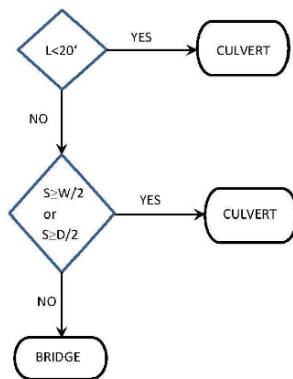 L<20'
YES
CULVERT
NO
S≥W/2
or
S≥D/2
YES
CULVERT
NO
BRIDGE